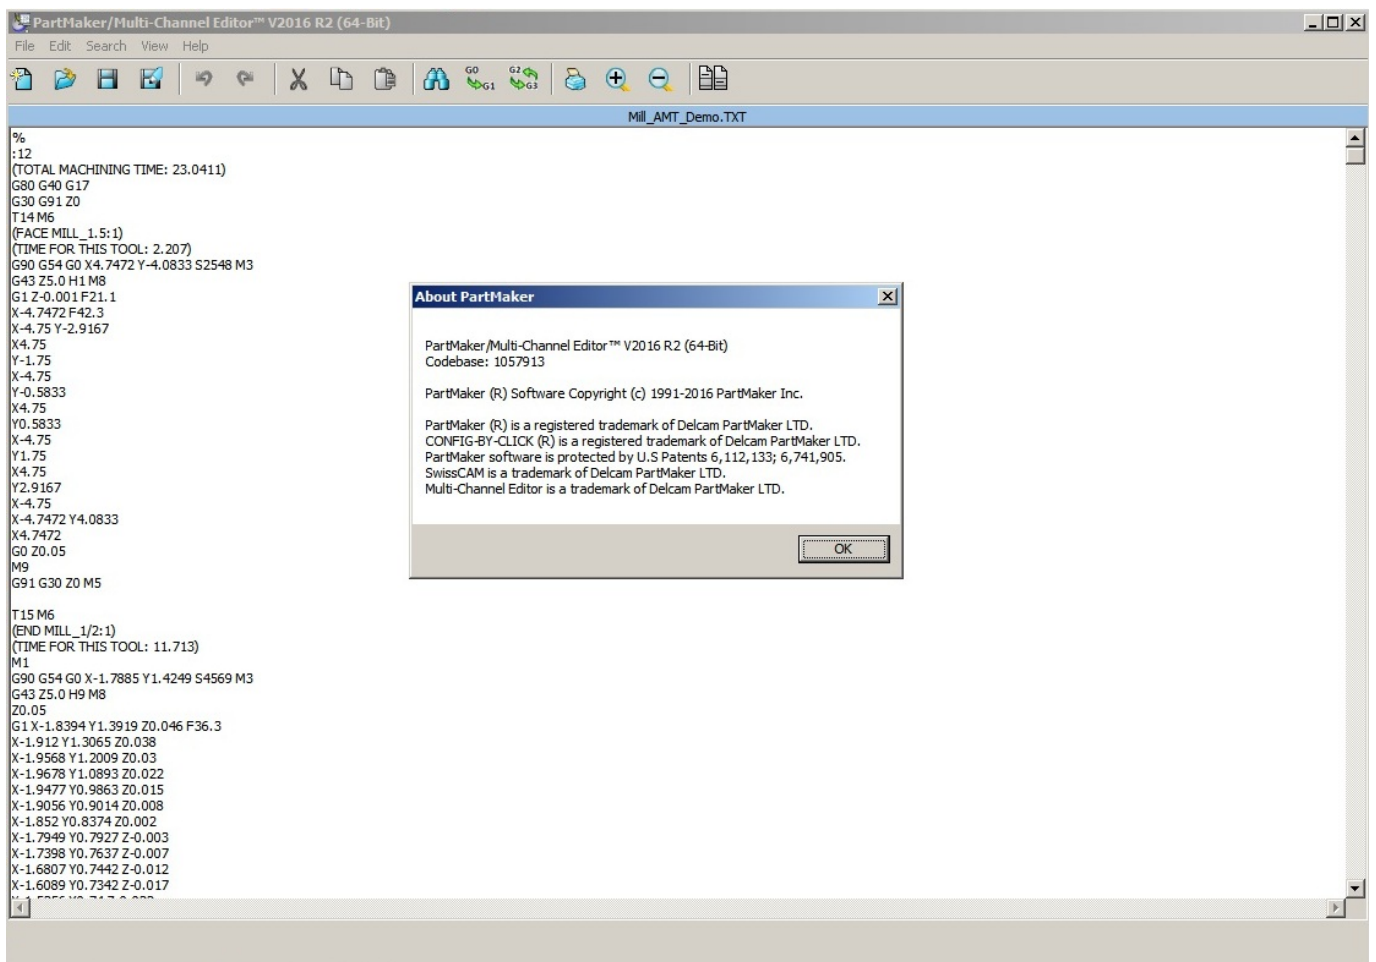 PartMaker/Multi-Channel Editor™ V2016 R2 (64-Bit)
File Edit Search View Help
G0 G1 G2 G3
Mill_AMT_Demo.TXT
%
:12
(TOTAL MACHINING TIME: 23.0411)
G80 G40 G17
G30 G91 Z0
T14 M6
(FACE MILL_1.5:1)
(TIME FOR THIS TOOL: 2.207)
G90 G54 G0 X4.7472 Y-4.0833 S2548 M3
G43 Z5.0 H1 M8
G1 Z-0.001 F21.1
X-4.7472 F42.3
X-4.75 Y-2.9167
X4.75
Y-1.75
X-4.75
Y-0.5833
X4.75
Y0.5833
X-4.75
Y1.75
X4.75
Y2.9167
X-4.75
X-4.7472 Y4.0833
X4.7472
G0 Z0.05
M9
G91 G30 Z0 M5
T15 M6
(END MILL_1/2:1)
(TIME FOR THIS TOOL: 11.713)
M1
G90 G54 G0 X-1.7885 Y1.4249 S4569 M3
G43 Z5.0 H9 M8
Z0.05
G1 X-1.8394 Y1.3919 Z0.046 F36.3
X-1.912 Y1.3065 Z0.038
X-1.9568 Y1.2009 Z0.03
X-1.9678 Y1.0893 Z0.022
X-1.9477 Y0.9863 Z0.015
X-1.9056 Y0.9014 Z0.008
X-1.852 Y0.8374 Z0.002
X-1.7949 Y0.7927 Z-0.003
X-1.7398 Y0.7637 Z-0.007
X-1.6807 Y0.7442 Z-0.012
X-1.6089 Y0.7342 Z-0.017
About PartMaker
PartMaker/Multi-Channel Editor™ V2016 R2 (64-Bit)
Codebase: 1057913
PartMaker (R) Software Copyright (c) 1991-2016 PartMaker Inc.
PartMaker (R) is a registered trademark of Delcam PartMaker LTD.
CONFIG-BY-CLICK (R) is a registered trademark of Delcam PartMaker LTD.
PartMaker software is protected by U.S Patents 6,112,133; 6,741,905.
SwissCAM is a trademark of Delcam PartMaker LTD.
Multi-Channel Editor is a trademark of Delcam PartMaker LTD.
OK